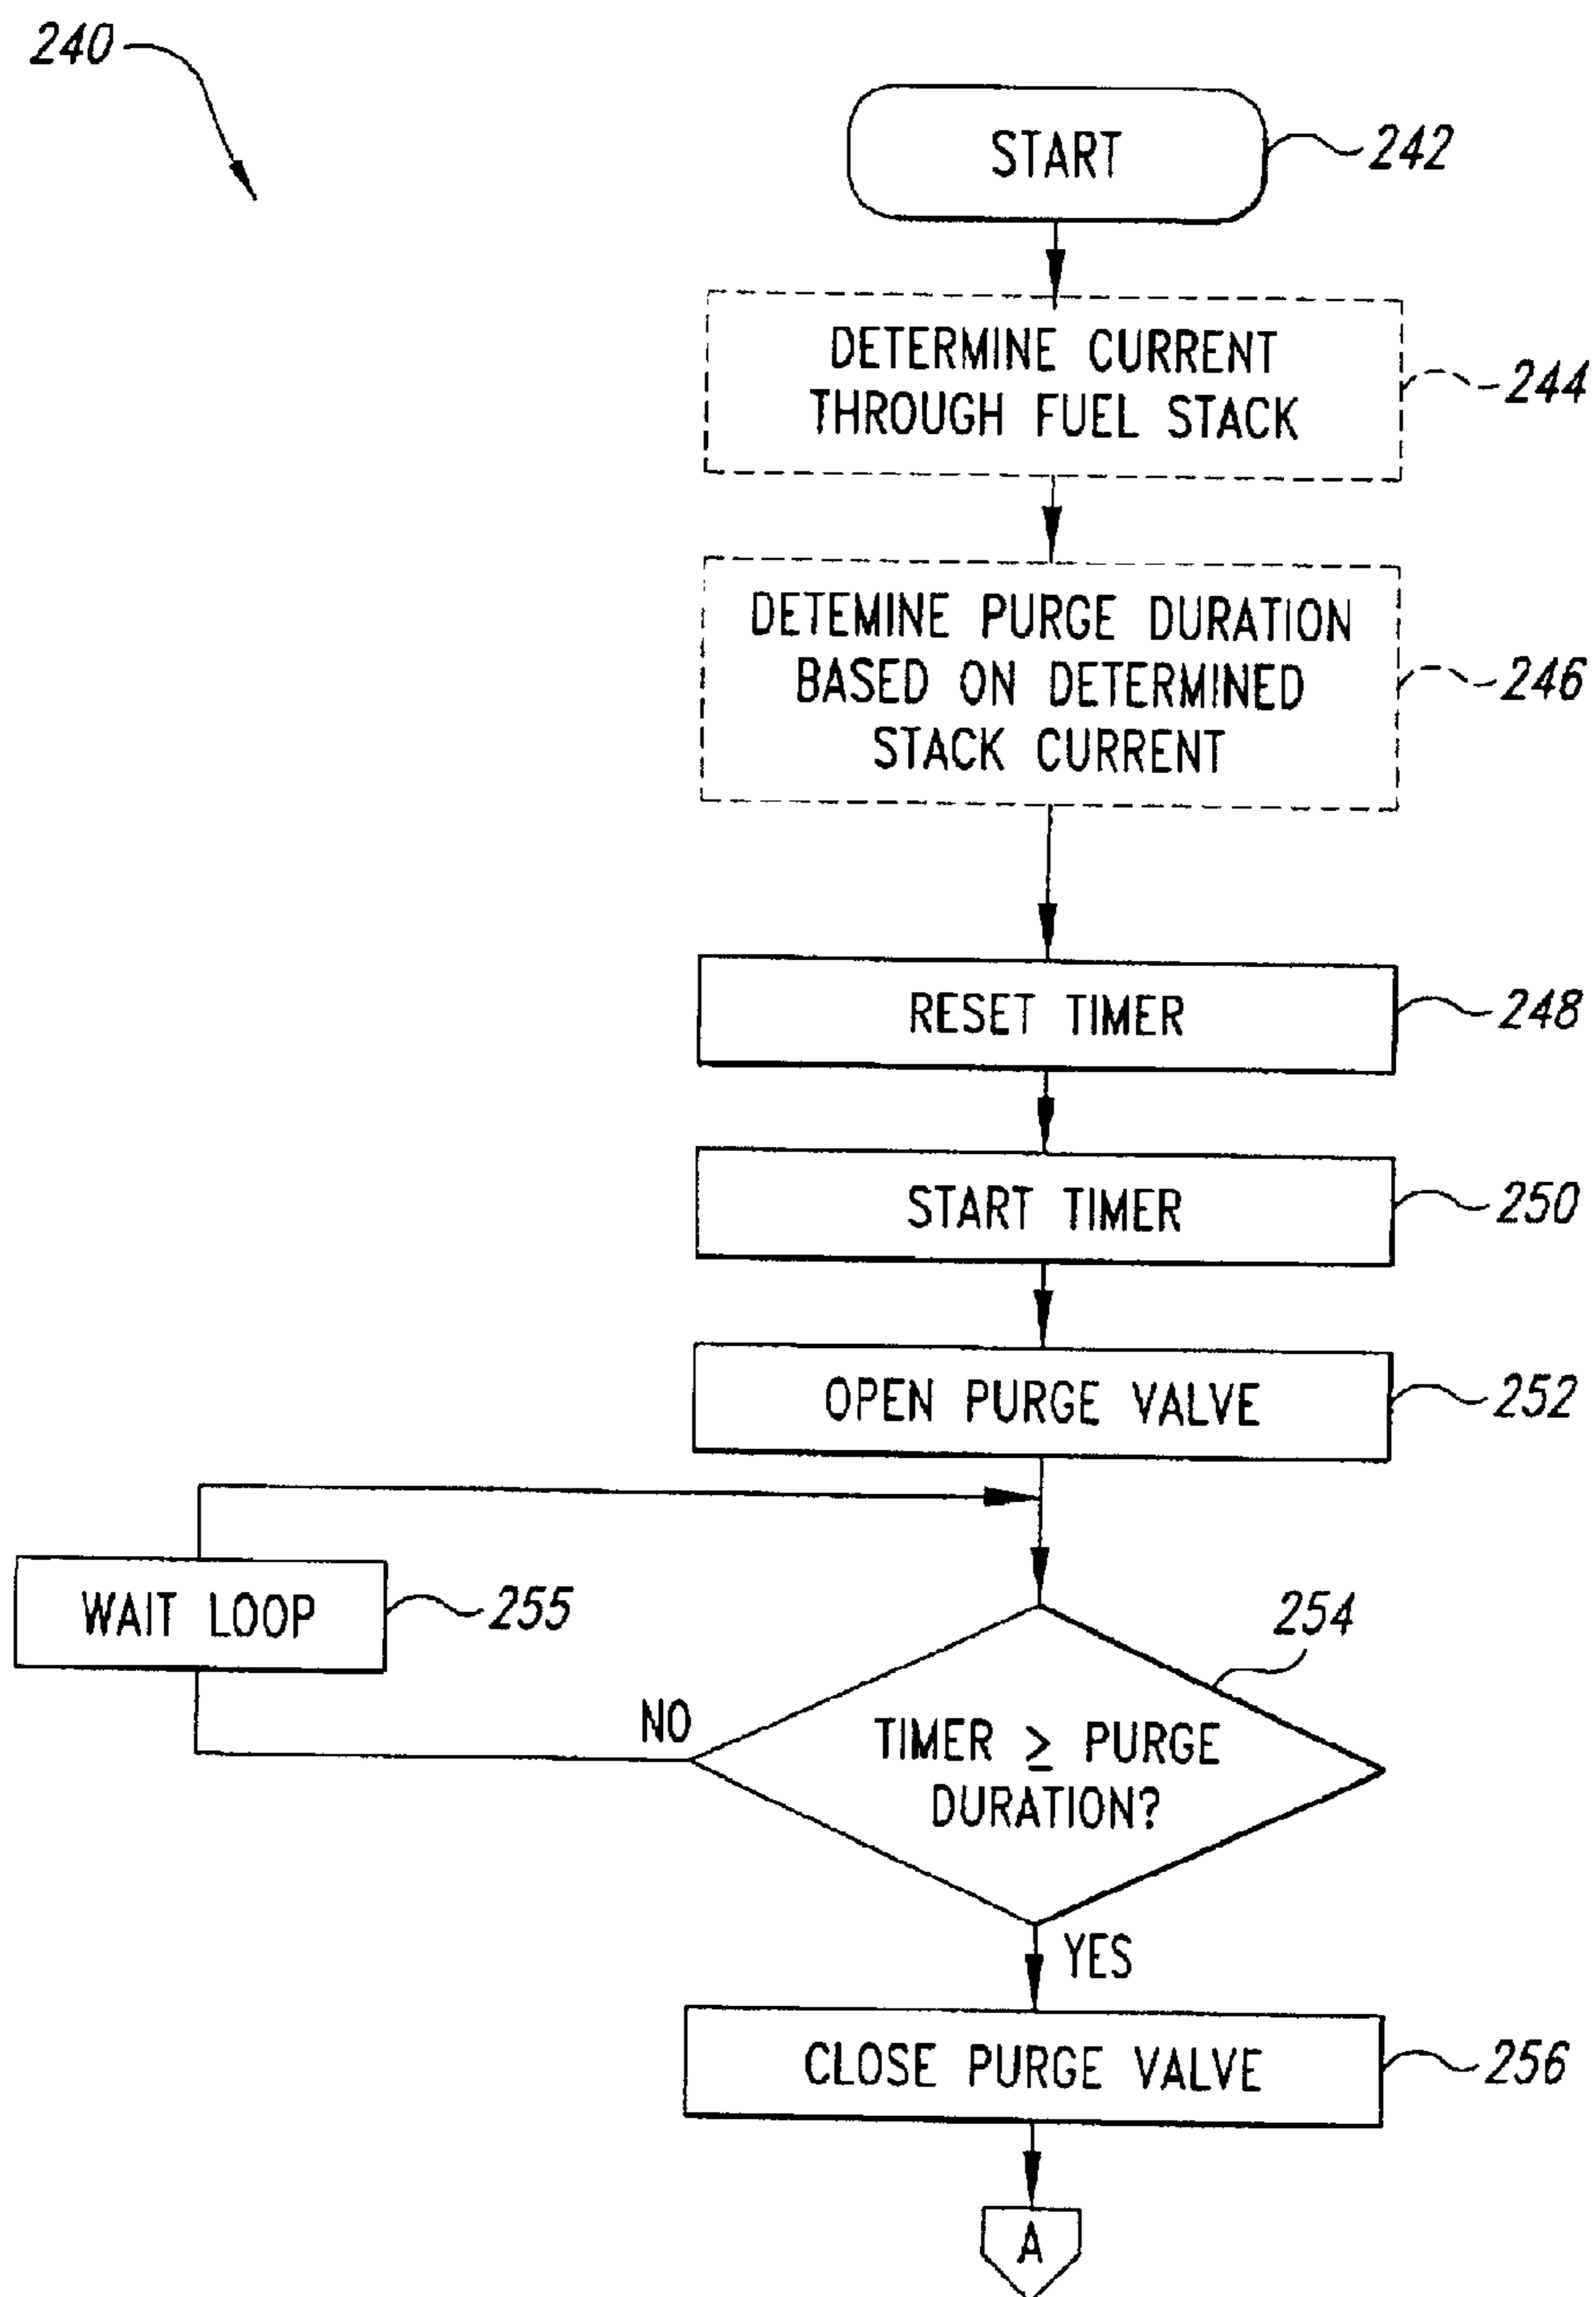 240
START
242
DETERMINE CURRENT
THROUGH FUEL STACK
244
DETEMINE PURGE DURATION
BASED ON DETERMINED
STACK CURRENT
246
RESET TIMER
248
START TIMER
250
OPEN PURGE VALVE
252
WAIT LOOP
255
254
NO
TIMER ≥ PURGE
DURATION?
YES
CLOSE PURGE VALVE
256
A